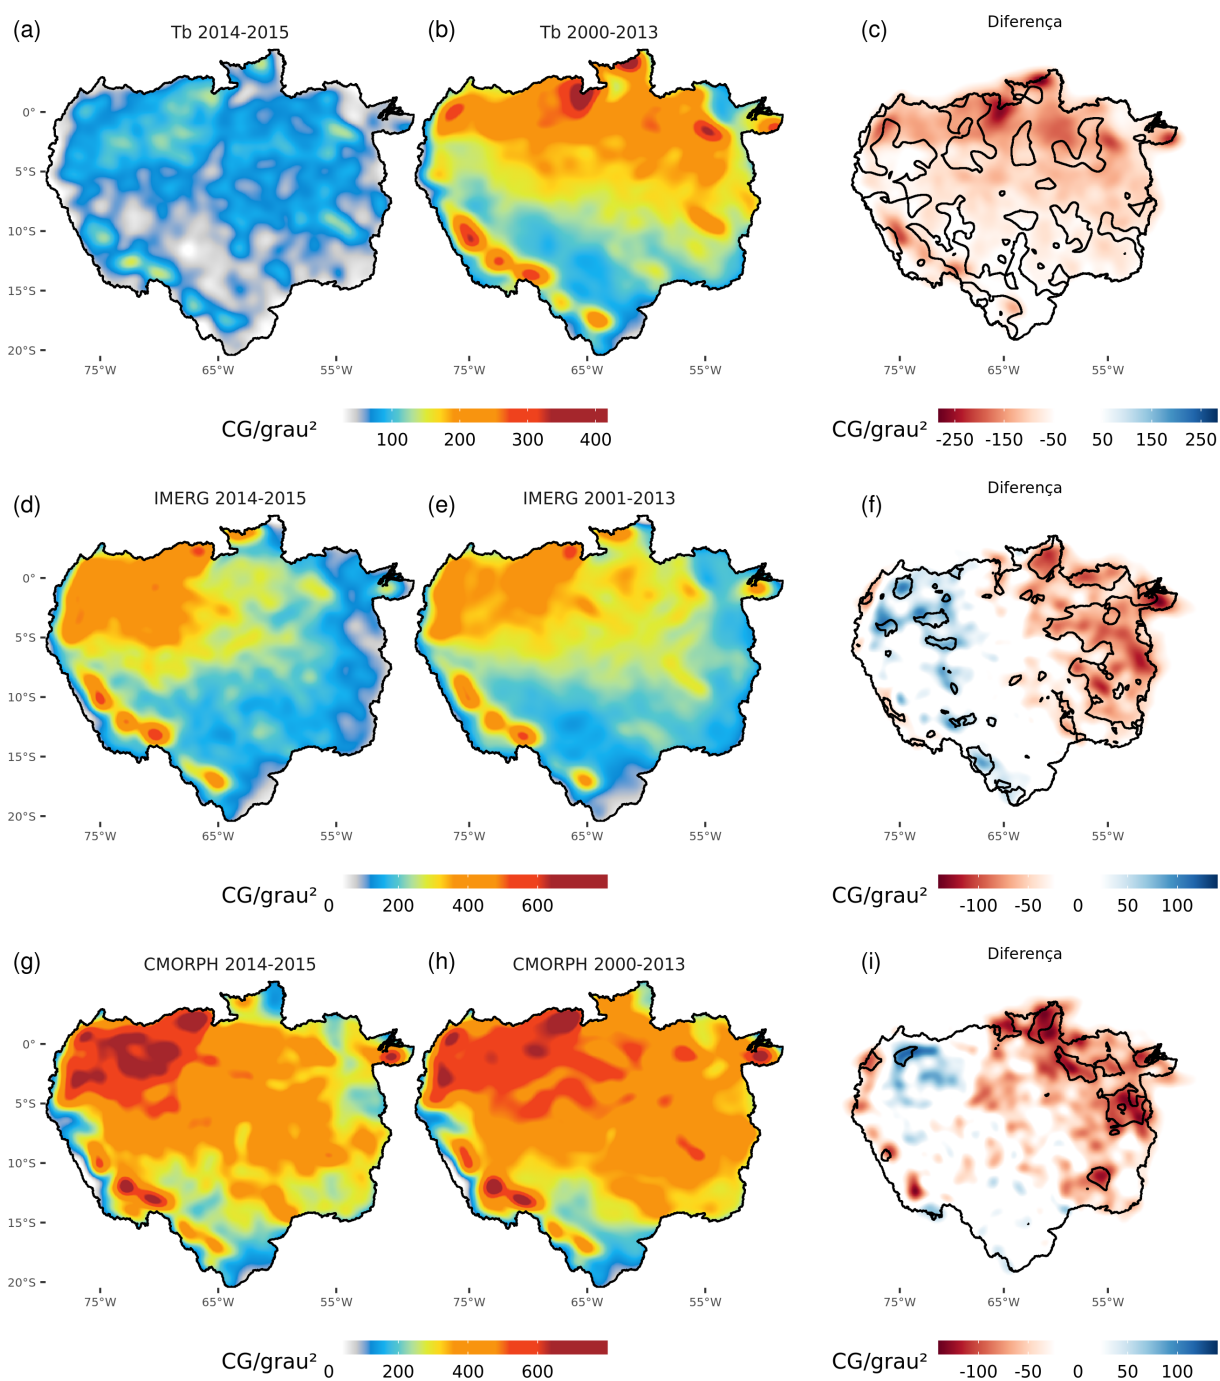 (a) Tb 2014-2015 (b) Tb 2000-2013 (c) Diferença
0°
5°S
10°S
15°S
20°S
75°W 65°W 55°W 75°W 65°W 55°W 75°W 65°W 55°W
CG/grau² 100 200 300 400 CG/grau² -250 -150 -50 50 150 250
(d) IMERG 2014-2015 (e) IMERG 2001-2013 (f) Diferença
0°
5°S
10°S
15°S
20°S
75°W 65°W 55°W 75°W 65°W 55°W 75°W 65°W 55°W
CG/grau² 0 200 400 600 CG/grau² -100 -50 0 50 100
(g) CMORPH 2014-2015 (h) CMORPH 2000-2013 (i) Diferença
0°
5°S
10°S
15°S
20°S
75°W 65°W 55°W 75°W 65°W 55°W 75°W 65°W 55°W
CG/grau² 0 200 400 600 CG/grau² -100 -50 0 50 100